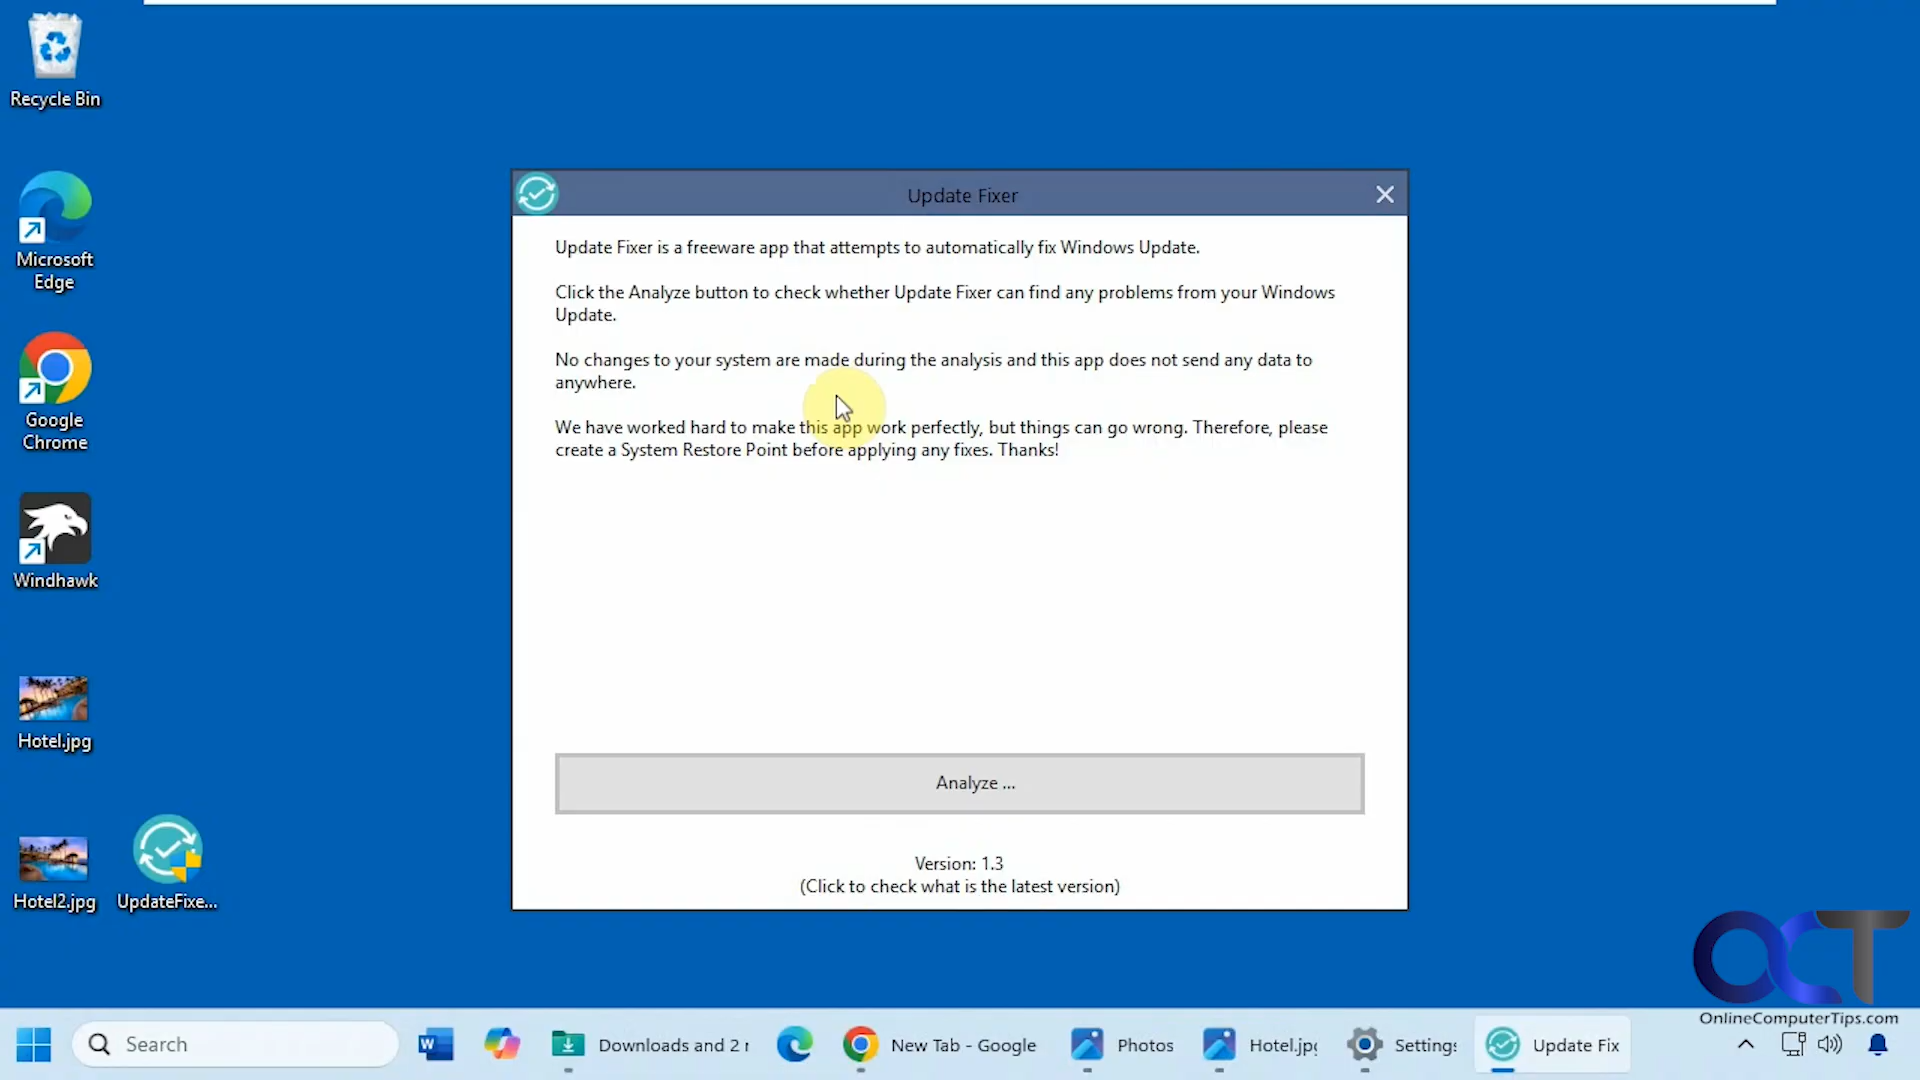 Recycle Bin
Microsoft
Edge
Google
Chrome
Windhawk
Hotel.jpg
Hotel2.jpg
UpdateFixe...
Update Fixer
Update Fixer is a freeware app that attempts to automatically fix Windows Update.
Click the Analyze button to check whether Update Fixer can find any problems from your Windows
Update.
No changes to your system are made during the analysis and this app does not send any data to
anywhere.
We have worked hard to make this app work perfectly, but things can go wrong. Therefore, please
create a System Restore Point before applying any fixes. Thanks!
Analyze ...
Version: 1.3
(Click to check what is the latest version)
OCT
OnlineComputerTips.com
Search
W
Downloads and 2 r
New Tab - Google
Photos
Hotel.jpg
Settings
Update Fix